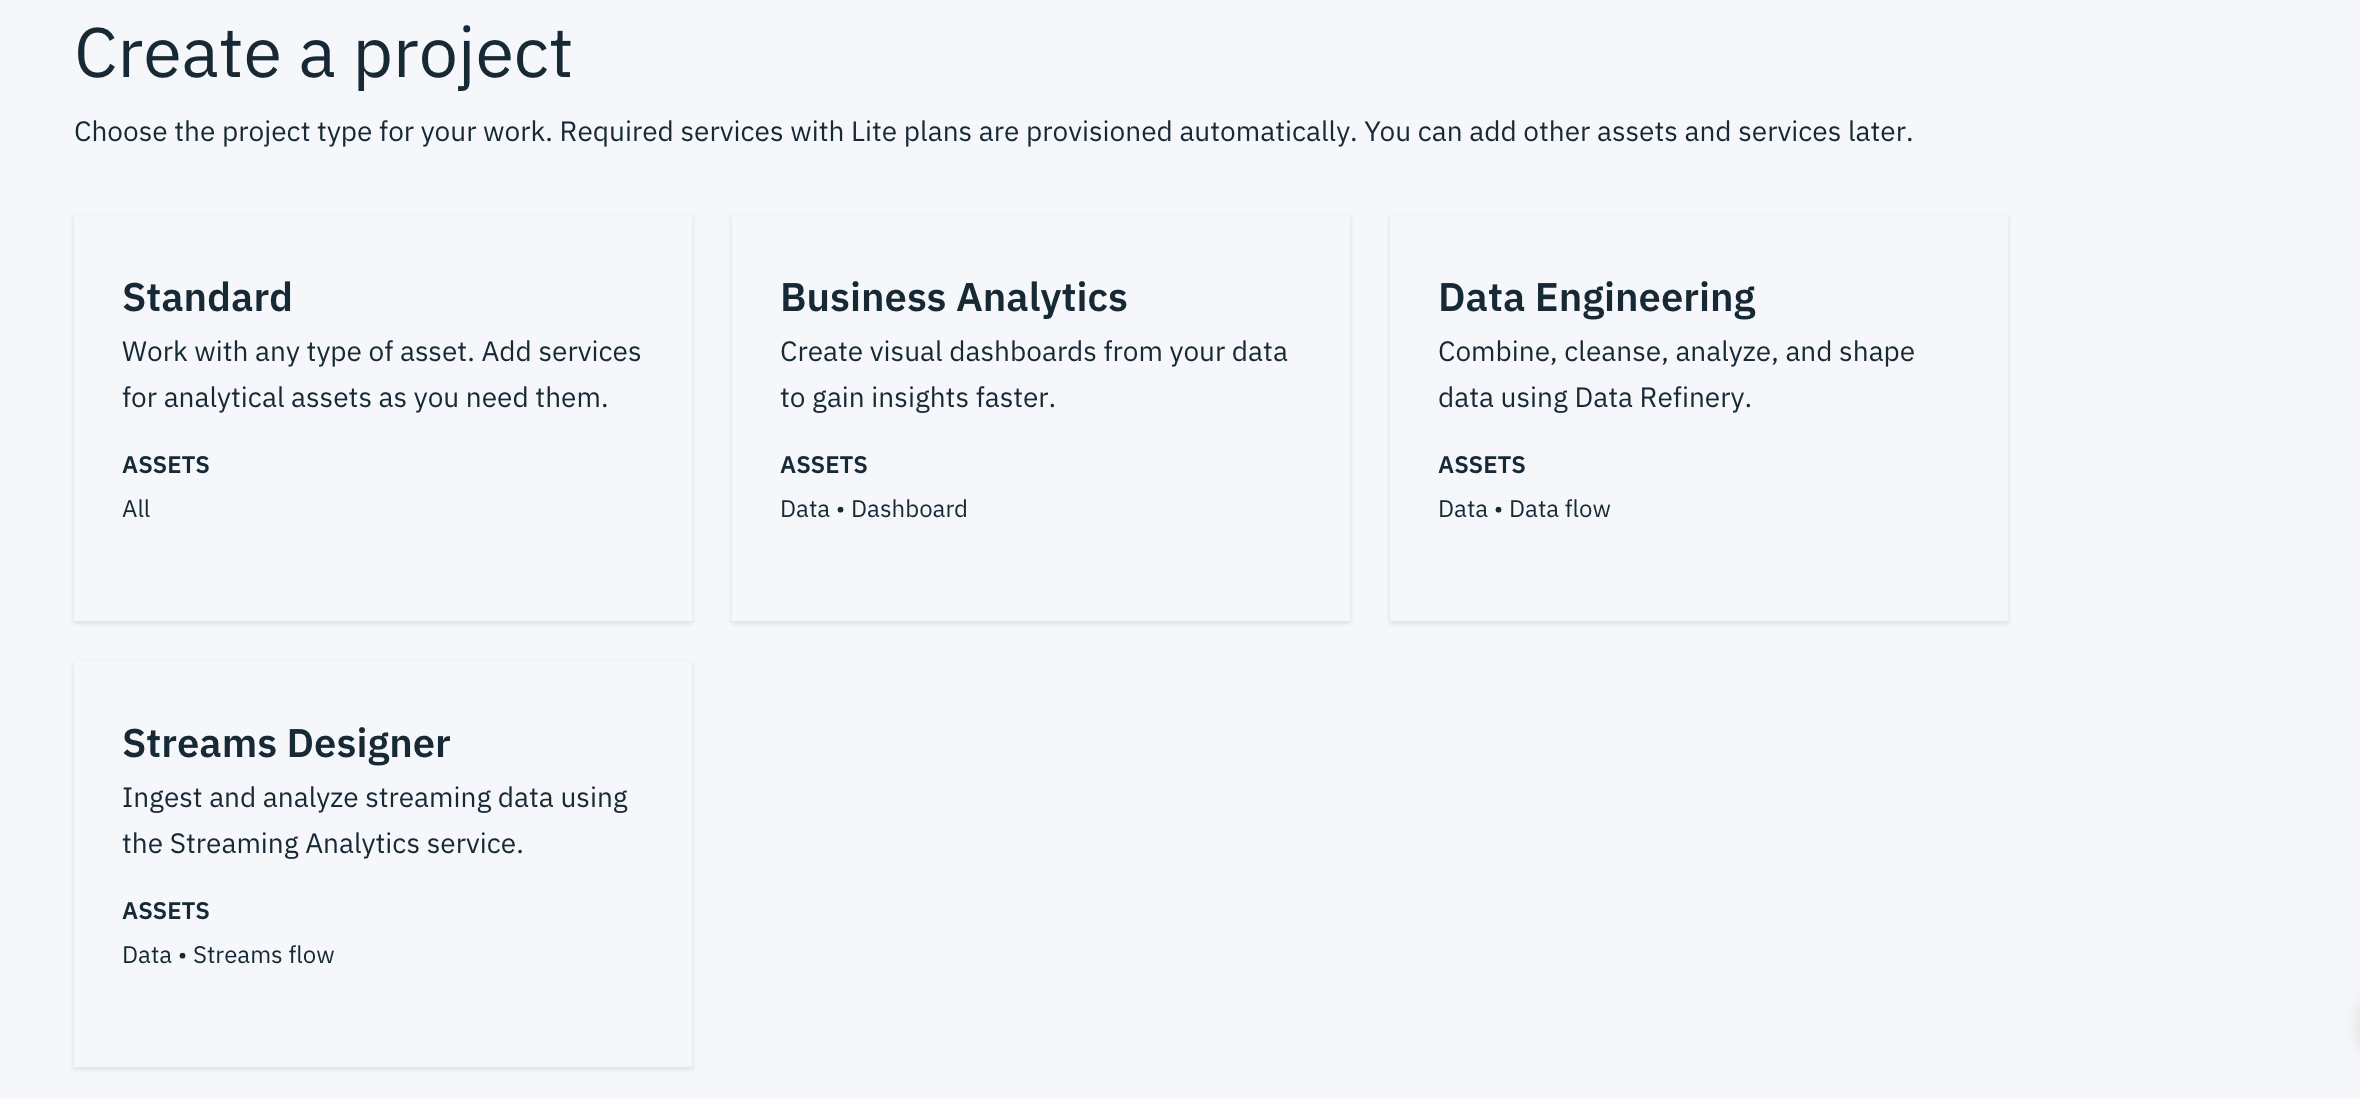 Create a project
Choose the project type for your work. Required services with Lite plans are provisioned automatically. You can add other assets and services later.
Standard
Work with any type of asset. Add services
for analytical assets as you need them.
ASSETS
All
Business Analytics
Create visual dashboards from your data
to gain insights faster.
ASSETS
Data • Dashboard
Data Engineering
Combine, cleanse, analyze, and shape
data using Data Refinery.
ASSETS
Data • Data flow
Streams Designer
Ingest and analyze streaming data using
the Streaming Analytics service.
ASSETS
Data • Streams flow